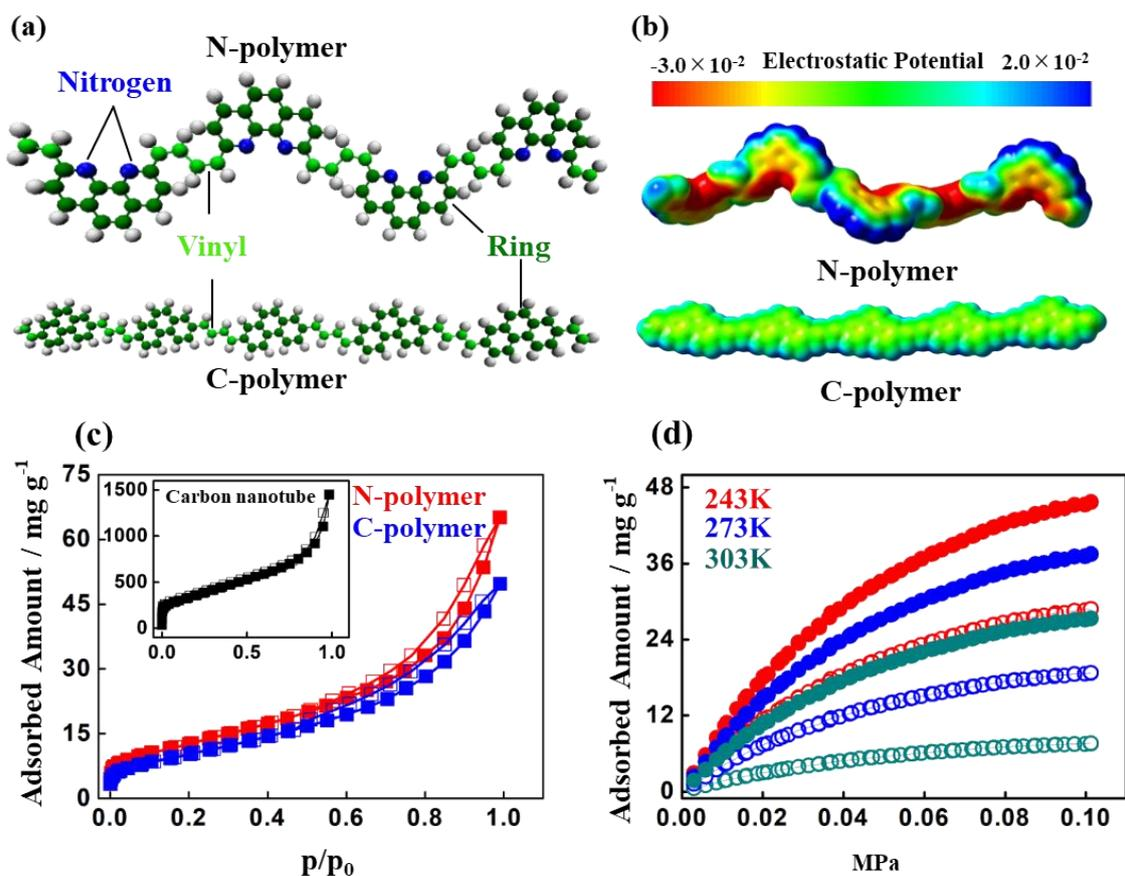 (a)
N-polymer
Nitrogen
Vinyl
Ring
C-polymer
(b)
-3.0×10-2 Electrostatic Potential 2.0×10-2
N-polymer
C-polymer
(c)
Adsorbed Amount / mg g-1
75
60
45
30
15
0
1500
1000
500
0
Carbon nanotube
0.0 0.5 1.0
N-polymer
C-polymer
0.0 0.2 0.4 0.6 0.8 1.0
p/p0
(d)
Adsorbed Amount / mg g-1
48
36
24
12
0
243K
273K
303K
0.00 0.02 0.04 0.06 0.08 0.10
MPa